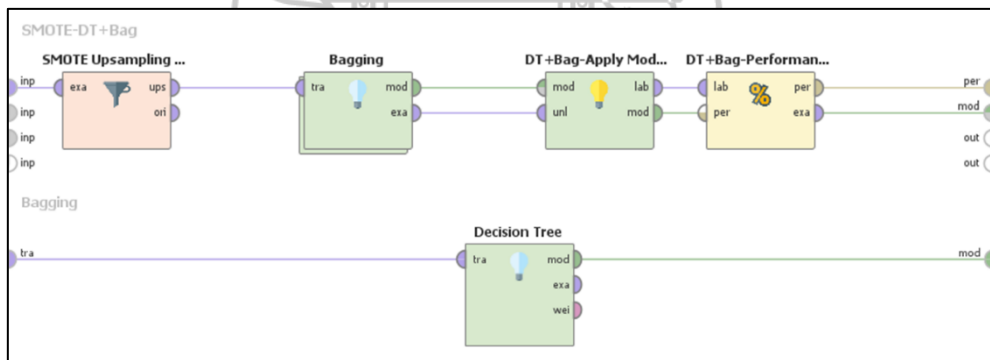 SMOTE-DT+Bag
SMOTE Upsampling ...
Bagging
DT+Bag-Apply Mod...
DT+Bag-Performan...
inp
inp
inp
inp
exa
ups
ori
tra
mod
exa
mod
unl
lab
mod
lab
per
%
per
exa
per
mod
out
out
Bagging
Decision Tree
tra
tra
mod
exa
wei
mod